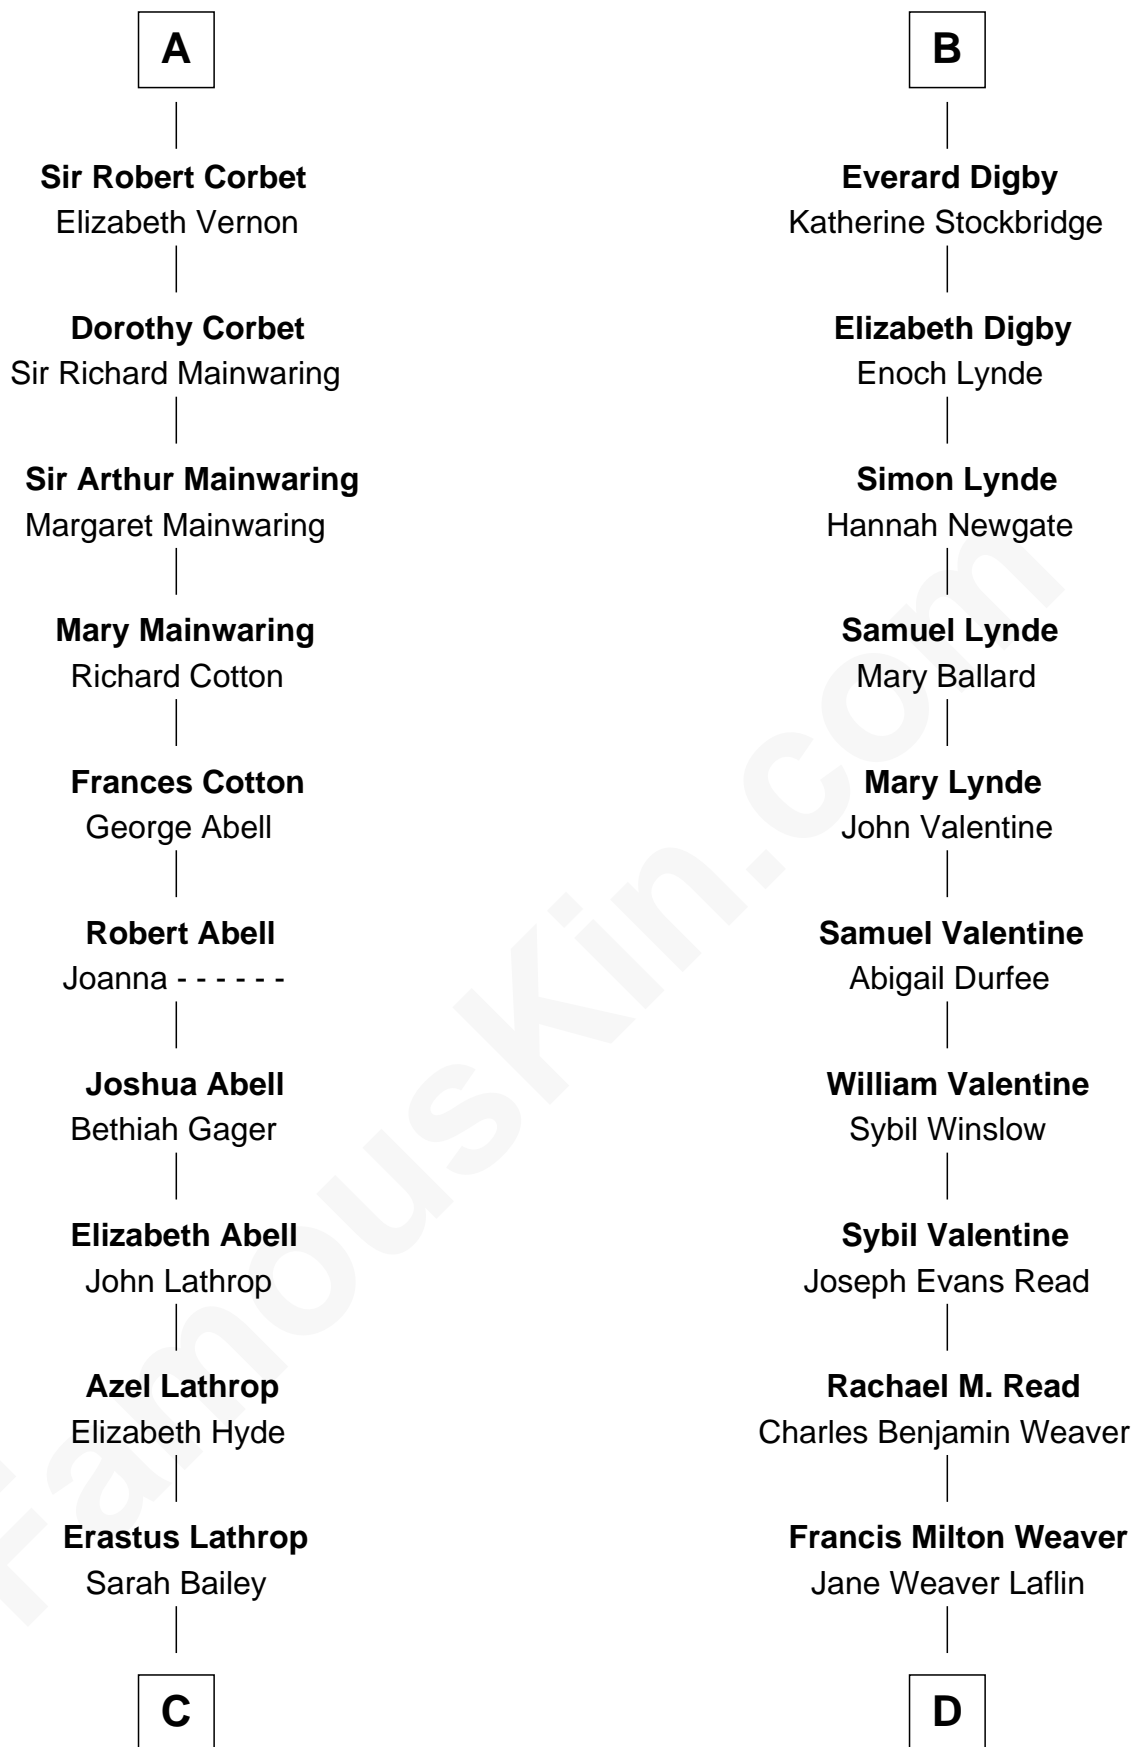 A
Sir Robert Corbet
Elizabeth Vernon
Dorothy Corbet
Sir Richard Mainwaring
Sir Arthur Mainwaring
Margaret Mainwaring
Mary Mainwaring
Richard Cotton
Frances Cotton
George Abell
Robert Abell
Joanna - - - - - -
Joshua Abell
Bethiah Gager
Elizabeth Abell
John Lathrop
Azel Lathrop
Elizabeth Hyde
Erastus Lathrop
Sarah Bailey
C
B
Everard Digby
Katherine Stockbridge
Elizabeth Digby
Enoch Lynde
Simon Lynde
Hannah Newgate
Samuel Lynde
Mary Ballard
Mary Lynde
John Valentine
Samuel Valentine
Abigail Durfee
William Valentine
Sybil Winslow
Sybil Valentine
Joseph Evans Read
Rachael M. Read
Charles Benjamin Weaver
Francis Milton Weaver
Jane Weaver Laflin
D
FamousKin.com